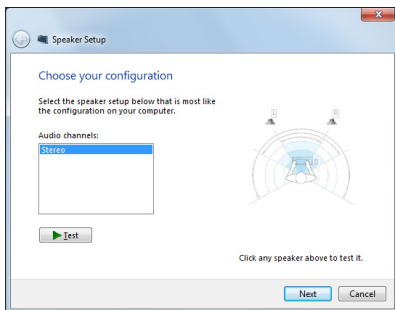 Speaker Setup
Choose your configuration
Select the speaker setup below that is most like
the configuration on your computer.
Audio channels:
Stereo
Test
Click any speaker above to test it.
Next
Cancel